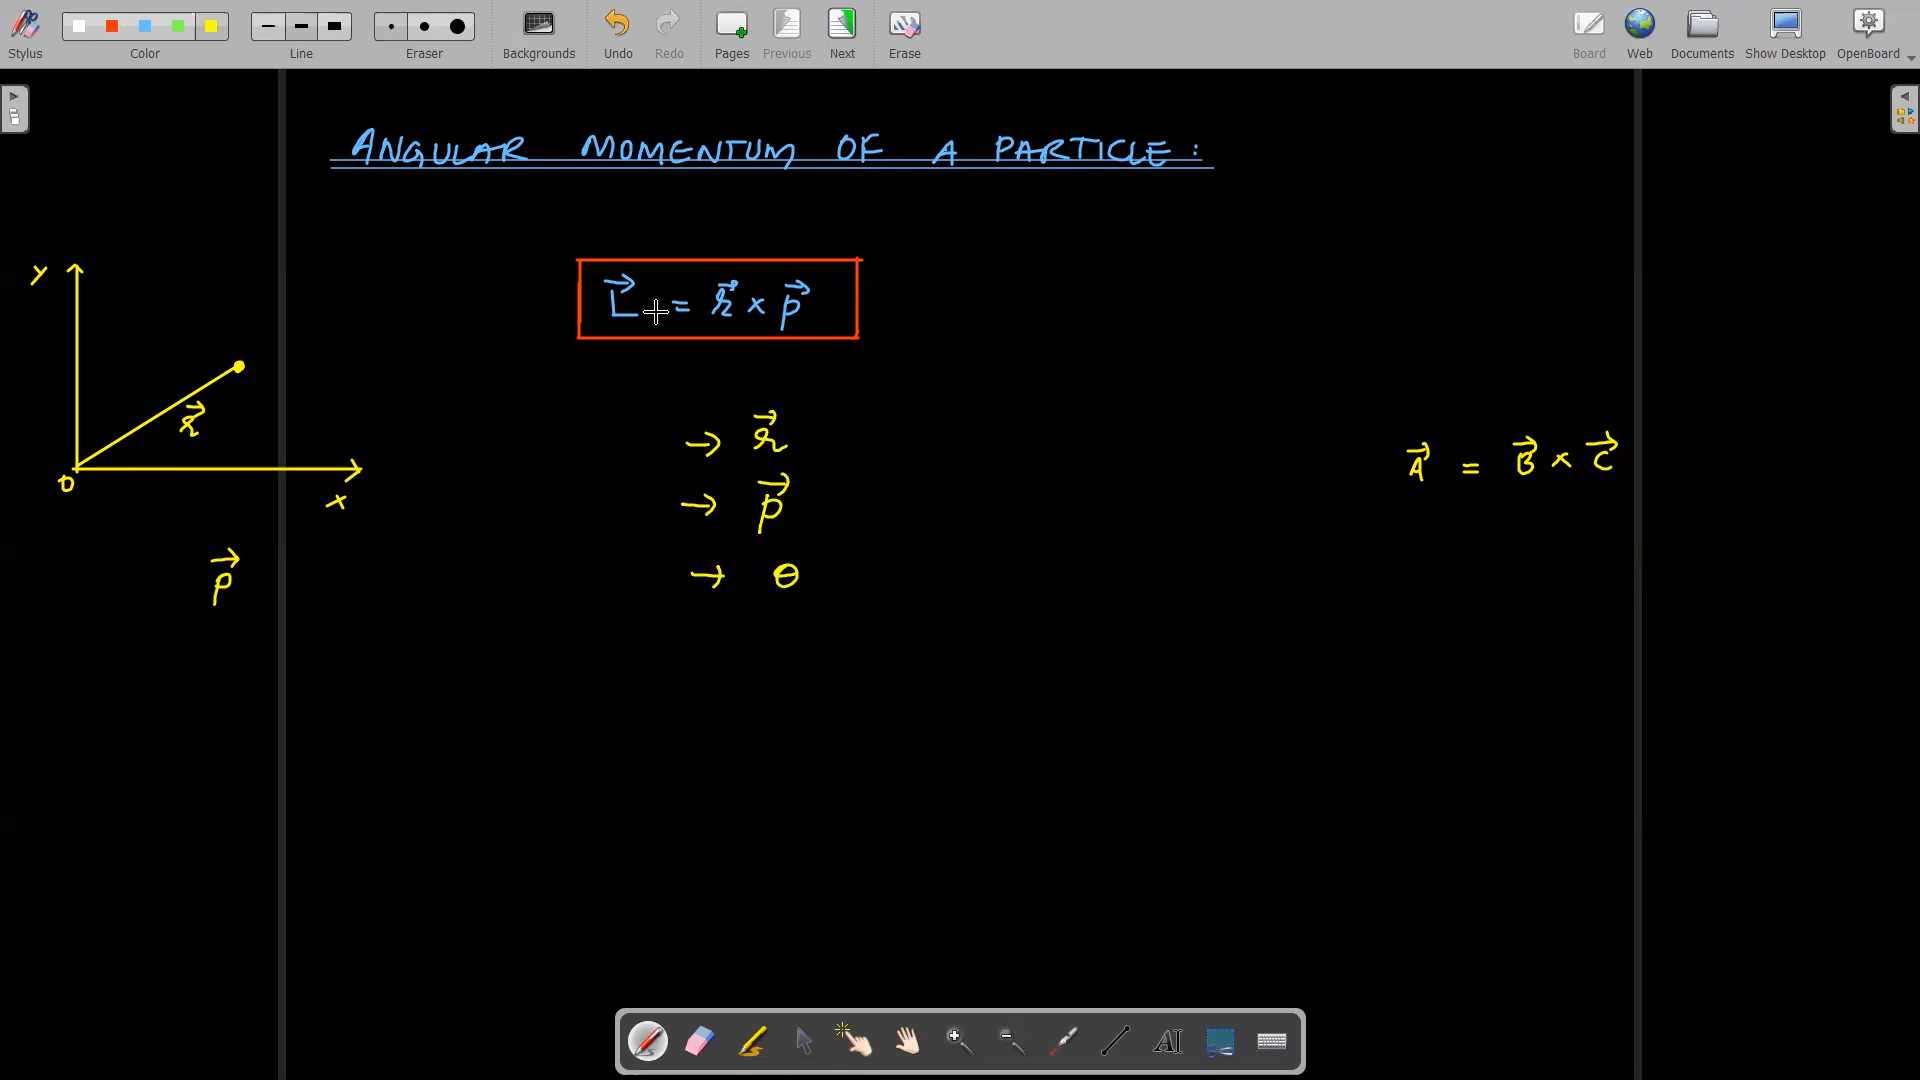 Stylus Color Line Eraser Backgrounds Undo Redo Pages Previous Next Erase Board Web Documents Show Desktop OpenBoard
ANGULAR MOMENTUM OF A PARTICLE:
Y
L⃗ = r⃗ × p⃗
r⃗
→ r⃗
A⃗ = B⃗ × C⃗
O
X
→ p⃗
p⃗
→ θ
AI